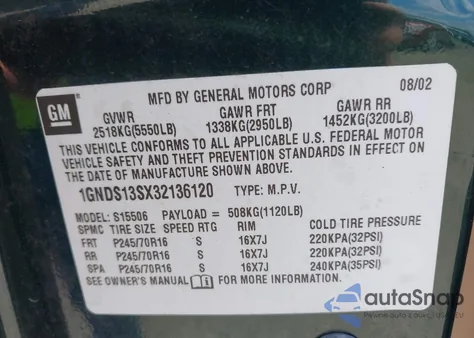 MFD BY GENERAL MOTORS CORP 08/02
GM
GVWR GAWR FRT GAWR RR
2518KG(5550LB) 1338KG(2950LB) 1452KG(3200LB)
THIS VEHICLE CONFORMS TO ALL APPLICABLE U.S. FEDERAL MOTOR
VEHICLE SAFETY AND THEFT PREVENTION STANDARDS IN EFFECT ON
THE DATE OF MANUFACTURE SHOWN ABOVE.
1GNDS13SX32136120 TYPE: M.P.V.
MODEL: S15506 PAYLOAD = 508KG(1120LB)
SPMC TIRE SIZE SPEED RTG RIM COLD TIRE PRESSURE
FRT P245/70R16 S 16X7J 220KPA(32PSI)
RR P245/70R16 S 16X7J 220KPA(32PSI)
SPA P245/70R16 S 16X7J 240KPA(35PSI)
SEE OWNER'S MANUAL FOR MORE INFORMATION.
autoSnap